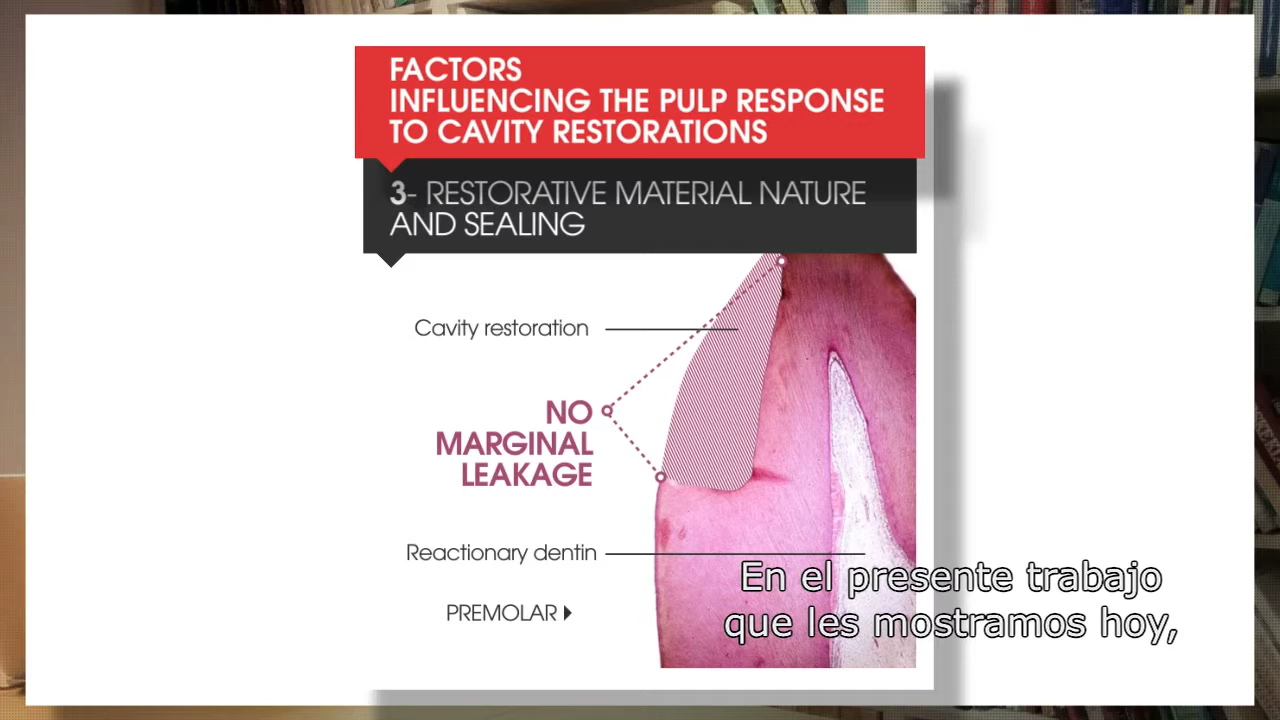 FACTORS
INFLUENCING THE PULP RESPONSE
TO CAVITY RESTORATIONS
3- RESTORATIVE MATERIAL NATURE
AND SEALING
Cavity restoration
NO
MARGINAL
LEAKAGE
Reactionary dentin
PREMOLAR
En el presente trabajo
que les mostramos hoy,